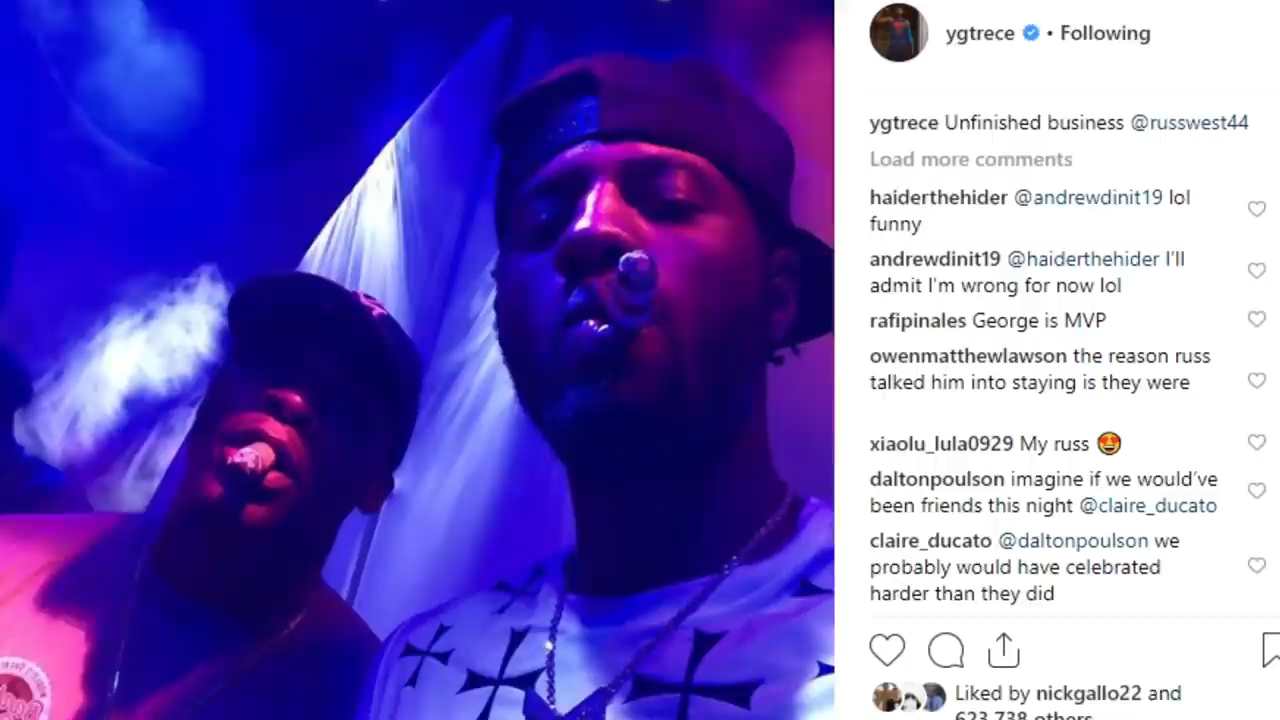 ygtrece • Following
ygtrece Unfinished business @russwest44
Load more comments
haiderthehider @andrewdinit19 lol
funny
andrewdinit19 @haiderthehider I'll
admit I'm wrong for now lol
rafipinales George is MVP
owenmatthewlawson the reason russ
talked him into staying is they were
xiaolu_lula0929 My russ 🤩
daltonpoulson imagine if we would've
been friends this night @claire_ducato
claire_ducato @daltonpoulson we
probably would have celebrated
harder than they did
Liked by nickgallo22 and
623,738 others